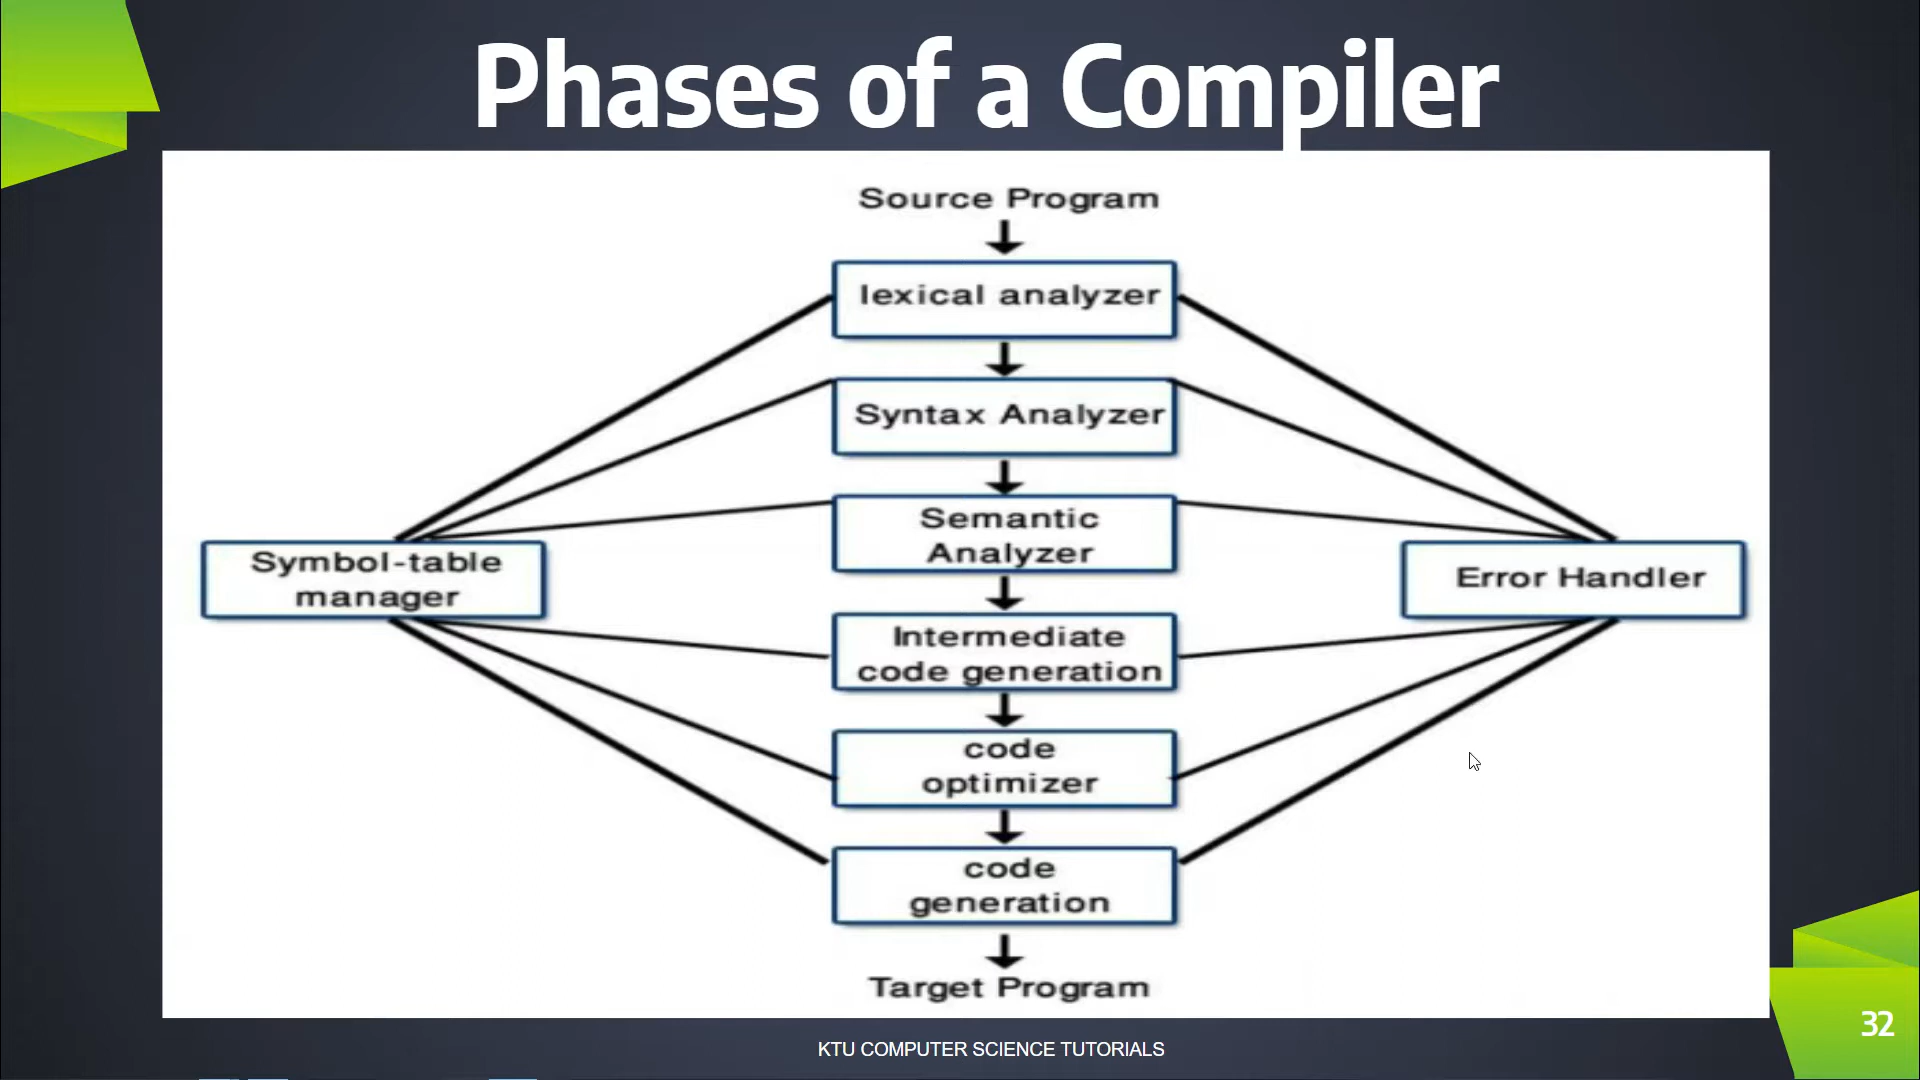 Phases of a Compiler
Source Program
lexical analyzer
Syntax Analyzer
Semantic
Analyzer
Symbol-table
manager
Error Handler
Intermediate
code generation
code
optimizer
code
generation
Target Program
32
KTU COMPUTER SCIENCE TUTORIALS